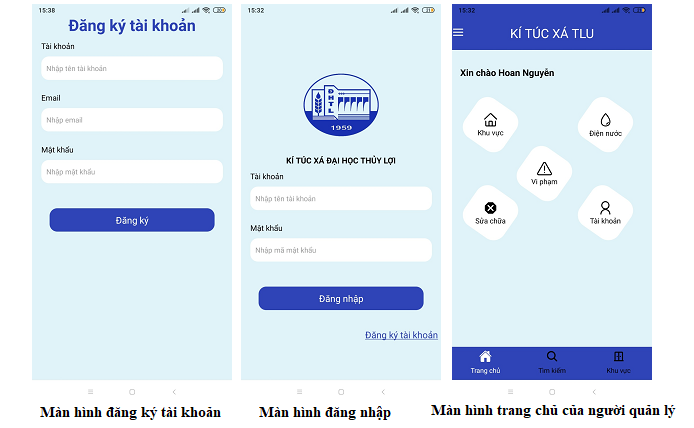 15:38
Đăng ký tài khoản
Tài khoản
Nhập tên tài khoản
Email
Nhập email
Mật khẩu
Nhập mật khẩu
Đăng ký
Màn hình đăng ký tài khoản
15:32
ĐHTL
1959
KÍ TÚC XÁ ĐẠI HỌC THỦY LỢI
Tài khoản
Nhập tên tài khoản
Mật khẩu
Nhập mã mật khẩu
Đăng nhập
Đăng ký tài khoản
Màn hình đăng nhập
15:32
KÍ TÚC XÁ TLU
Xin chào Hoan Nguyễn
Khu vực
Điện nước
Vi phạm
Sửa chữa
Tài khoản
Trang chủ
Tìm kiếm
Khu vực
Màn hình trang chủ của người quản lý